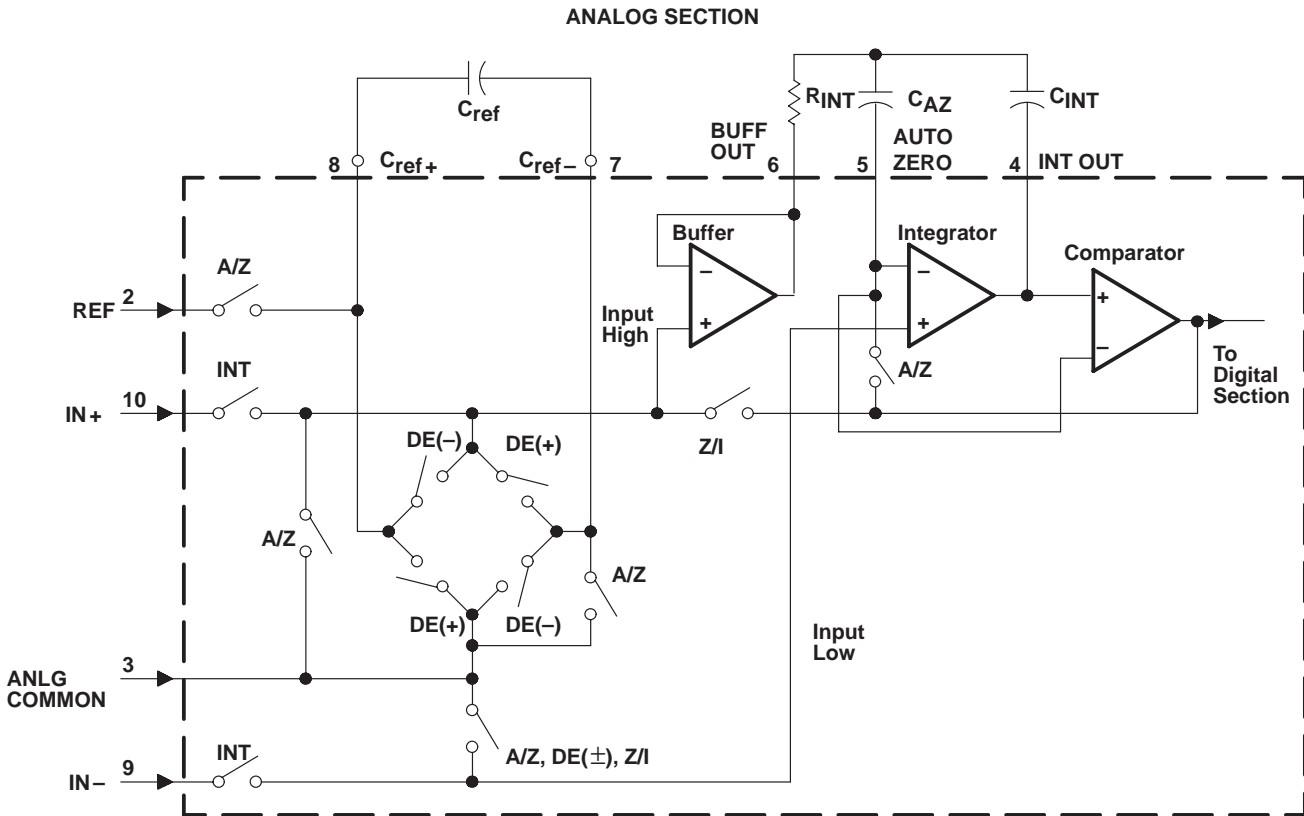 ANALOG SECTION
Cref
RINT
CAZ
CINT
BUFF
OUT
AUTO
ZERO
8
Cref+
Cref–
7
6
5
4
INT OUT
A/Z
Buffer
Integrator
Comparator
REF
2
–
+
Input
High
–
+
+
–
To
Digital
Section
A/Z
INT
IN+
10
Z/I
DE(–)
DE(+)
A/Z
A/Z
DE(+)
DE(–)
Input
Low
ANLG
COMMON
3
INT
IN–
9
A/Z, DE(±), Z/I